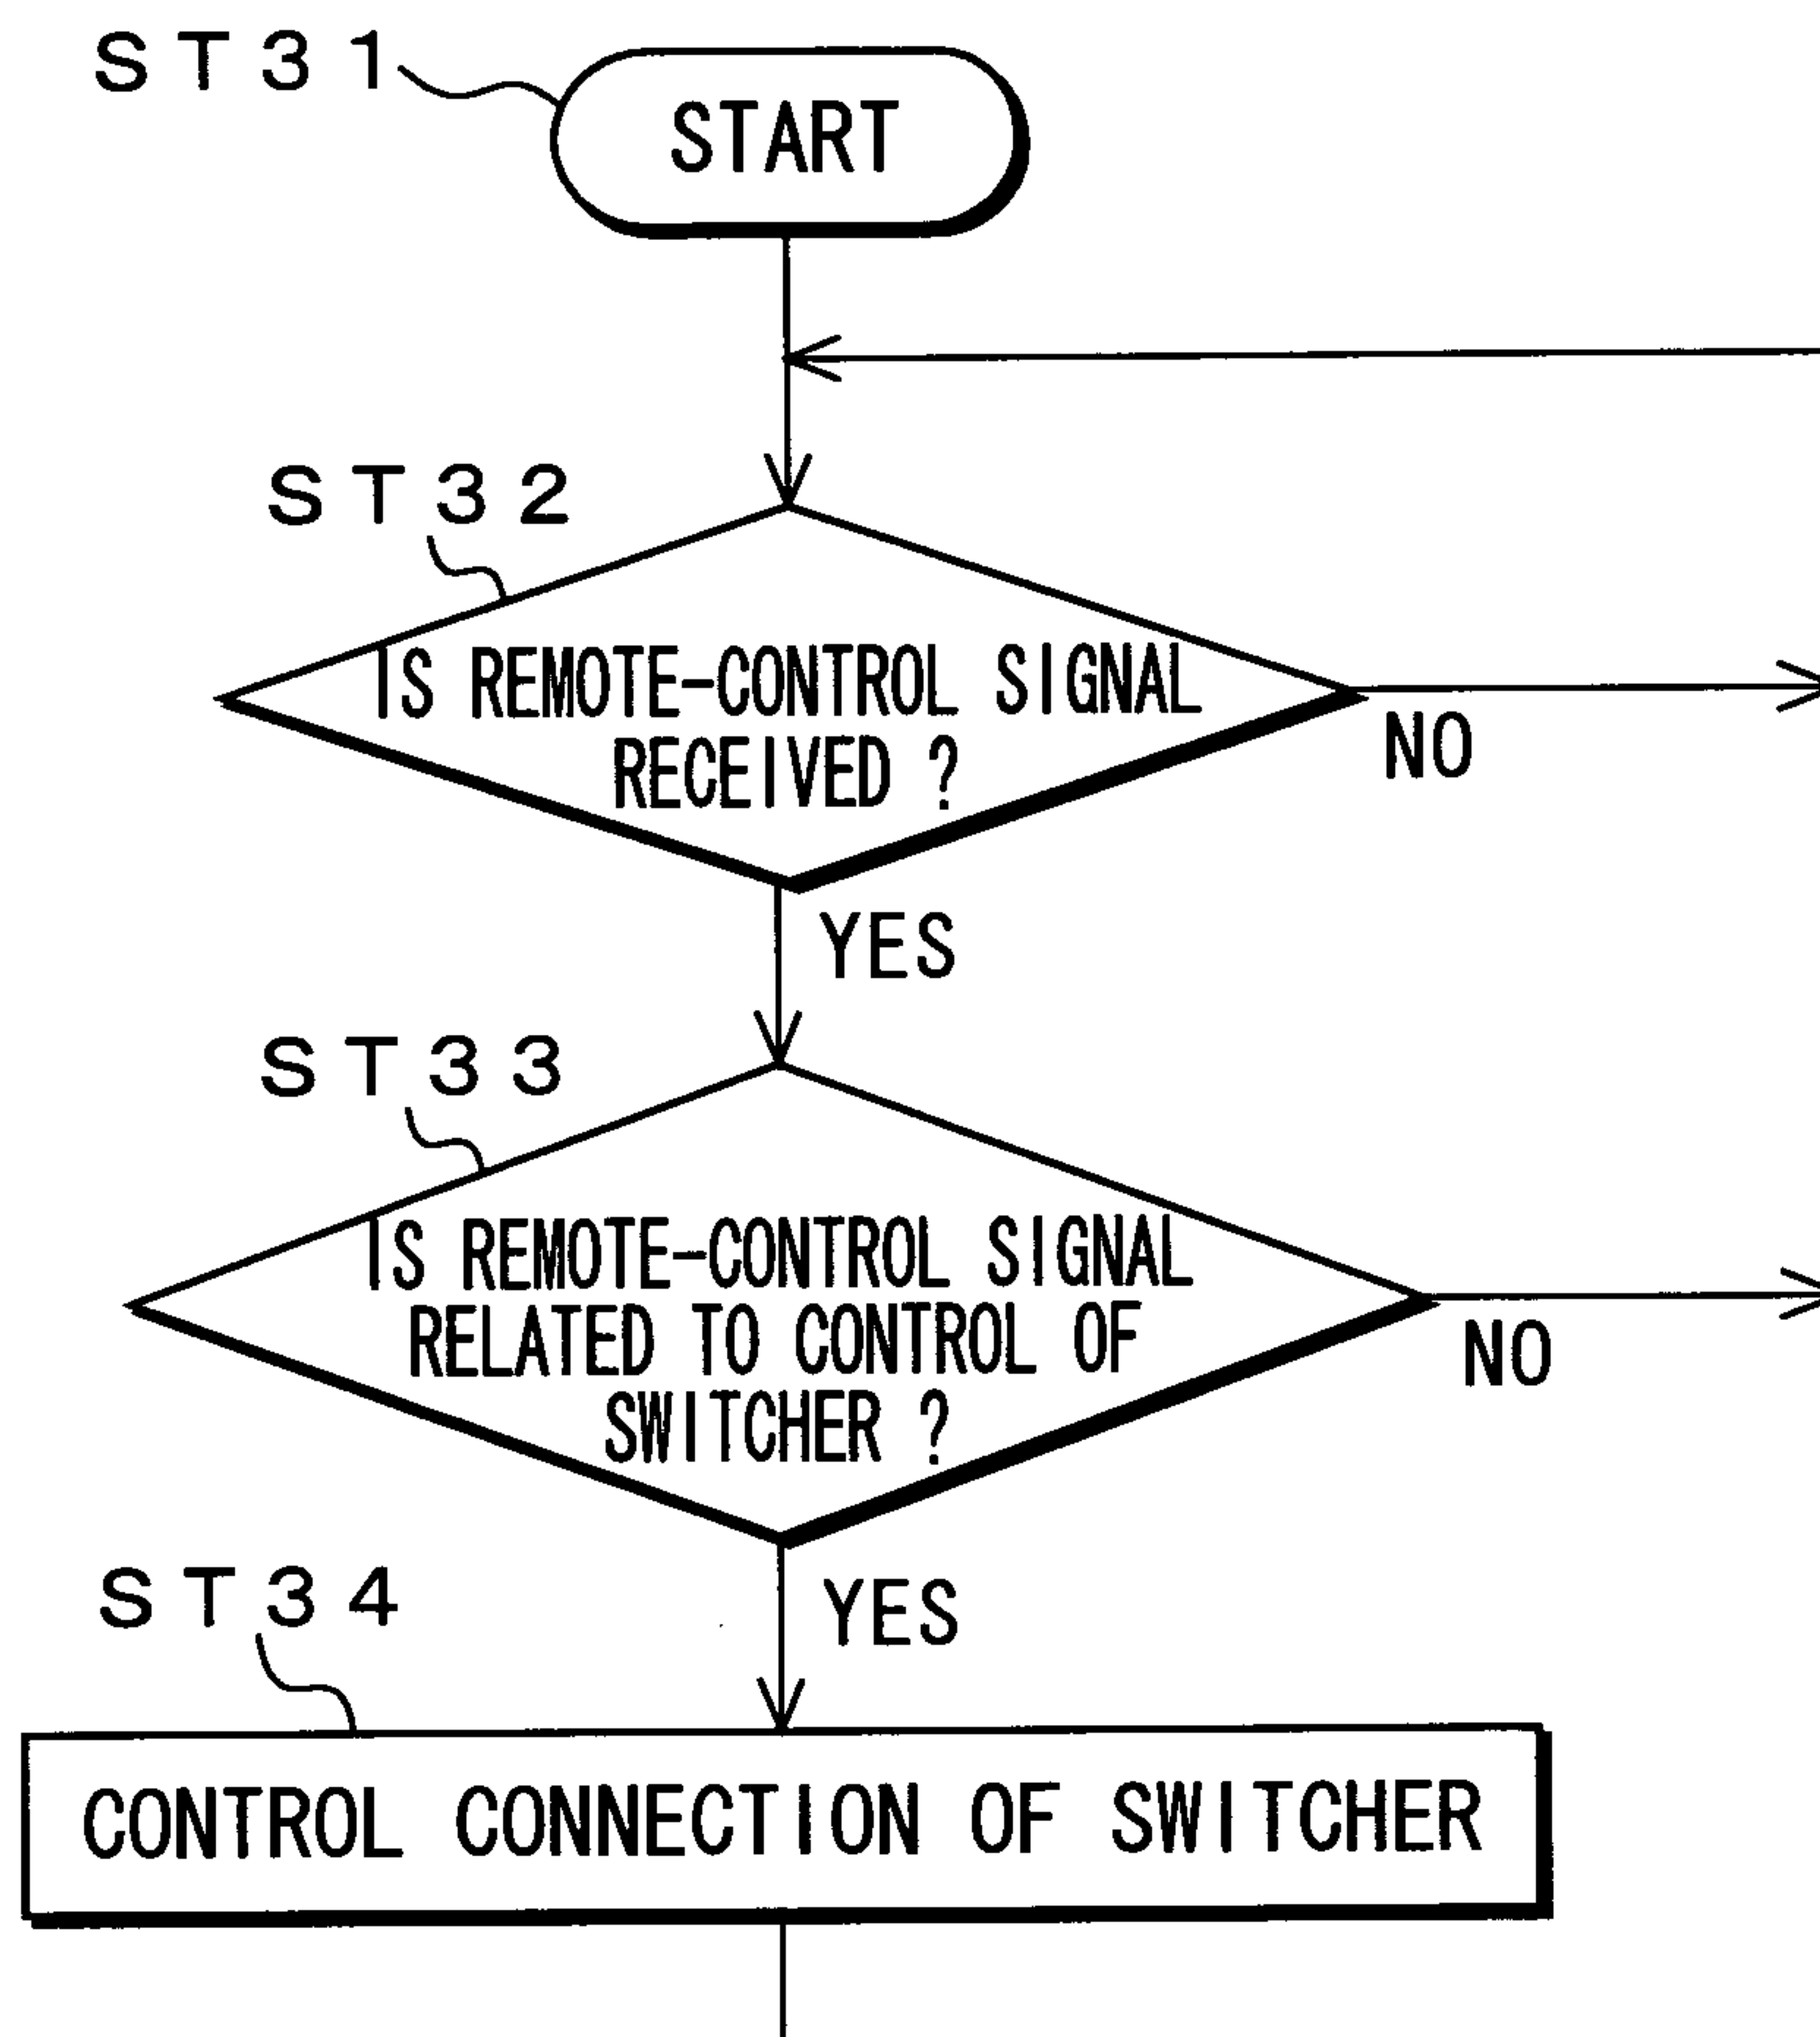 ST31
START
ST32
IS REMOTE-CONTROL SIGNAL
RECEIVED ?
NO
YES
ST33
IS REMOTE-CONTROL SIGNAL
RELATED TO CONTROL OF
SWITCHER ?
NO
YES
ST34
CONTROL CONNECTION OF SWITCHER